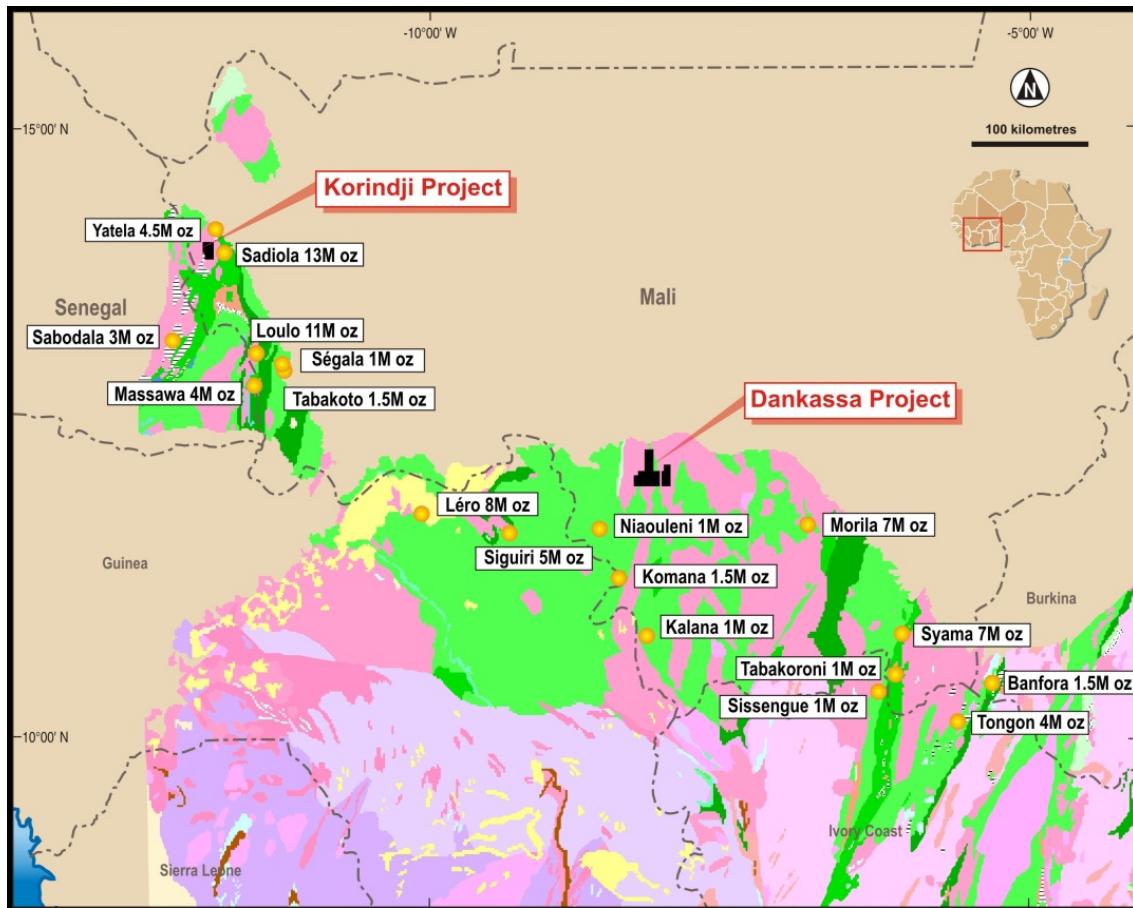 -10°00' W
-5°00' W
15°00' N
N
100 kilometres
Korindji Project
Yatela 4.5M oz
Sadiola 13M oz
Senegal
Mali
Sabodala 3M oz
Loulo 11M oz
Ségala 1M oz
Massawa 4M oz
Tabakoto 1.5M oz
Dankassa Project
Léro 8M oz
Niaouleni 1M oz
Morila 7M oz
Siguiri 5M oz
Guinea
Komana 1.5M oz
Burkina
Kalana 1M oz
Syama 7M oz
Tabakoroni 1M oz
Banfora 1.5M oz
Sissengue 1M oz
Tongon 4M oz
10°00' N
Ivory Coast
Sierra Leone